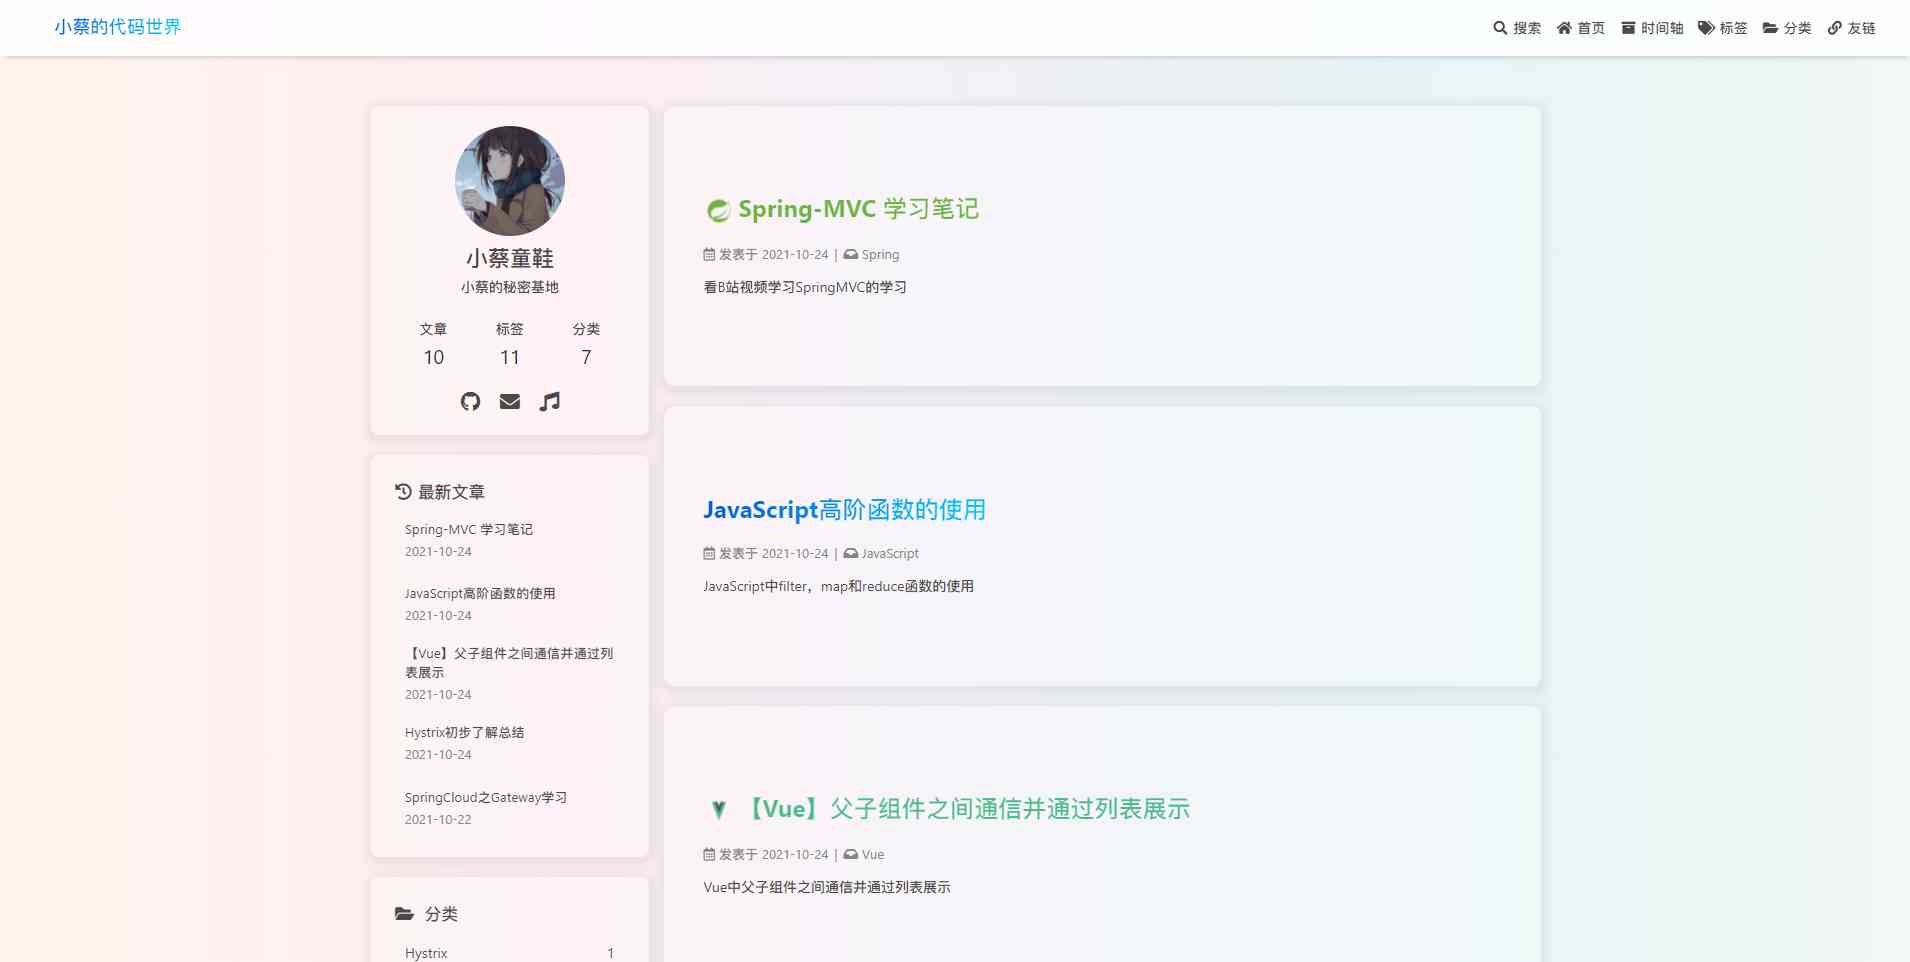 小蔡的代码世界
搜索 首页 时间轴 标签 分类 友链
小蔡童鞋
小蔡的秘密基地
文章 标签 分类
10 11 7
最新文章
Spring-MVC 学习笔记
2021-10-24
JavaScript高阶函数的使用
2021-10-24
【Vue】父子组件之间通信并通过列
表展示
2021-10-24
Hystrix初步了解总结
2021-10-24
SpringCloud之Gateway学习
2021-10-22
分类
Hystrix 1
Spring-MVC 学习笔记
发表于 2021-10-24 | Spring
看B站视频学习SpringMVC的学习
JavaScript高阶函数的使用
发表于 2021-10-24 | JavaScript
JavaScript中filter，map和reduce函数的使用
【Vue】父子组件之间通信并通过列表展示
发表于 2021-10-24 | Vue
Vue中父子组件之间通信并通过列表展示